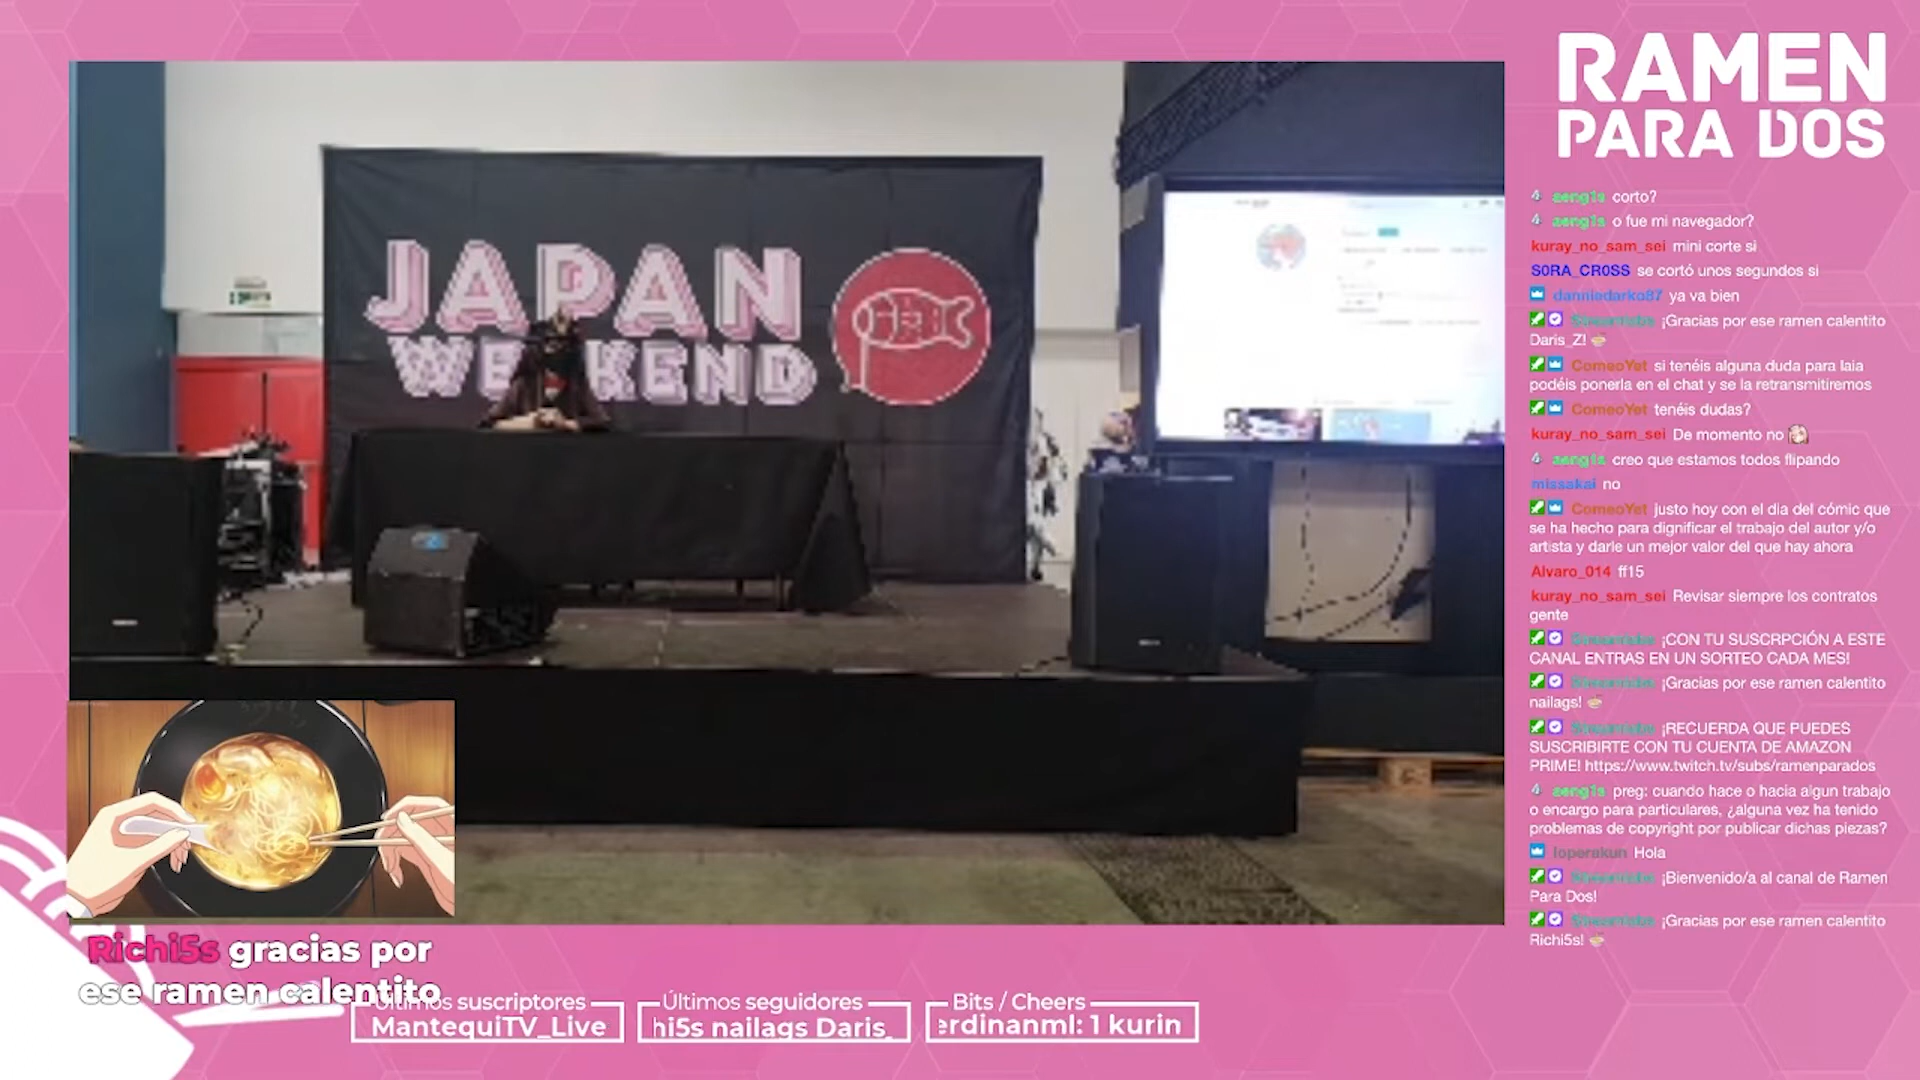 RAMEN
PARA DOS
JAPAN
WEEKEND
aeng1s corto?
aeng1s o fue mi navegador?
kuray_no_sam_sei mini corte si
S0RA_CR0SS se cortó unos segundos si
danniedarko87 ya va bien
¡Gracias por ese ramen calentito
Daris_Z!
ComeoYet si tenéis alguna duda para laia
podéis ponerla en el chat y se la retransmitiremos
ComeoYet tenéis dudas?
kuray_no_sam_sei De momento no
aeng1s creo que estamos todos flipando
missakai no
ComeoYet justo hoy con el dia del cómic que
se ha hecho para dignificar el trabajo del autor y/o
artista y darle un mejor valor del que hay ahora
Alvaro_014 ff15
kuray_no_sam_sei Revisar siempre los contratos
gente
¡CON TU SUSCRPCIÓN A ESTE
CANAL ENTRAS EN UN SORTEO CADA MES!
¡Gracias por ese ramen calentito
nailags!
¡RECUERDA QUE PUEDES
SUSCRIBIRTE CON TU CUENTA DE AMAZON
PRIME! https://www.twitch.tv/subs/ramenparados
aeng1s preg: cuando hace o hacia algun trabajo
o encargo para particulares, ¿alguna vez ha tenido
problemas de copyright por publicar dichas piezas?
loperakun Hola
¡Bienvenido/a al canal de Ramen
Para Dos!
¡Gracias por ese ramen calentito
Richi5s!
Richi5s gracias por
ese ramen calentito
Últimos suscriptores
MantequiTV_Live
Últimos seguidores
hi5s nailags Daris_
Bits / Cheers
erdinanml: 1 kurin